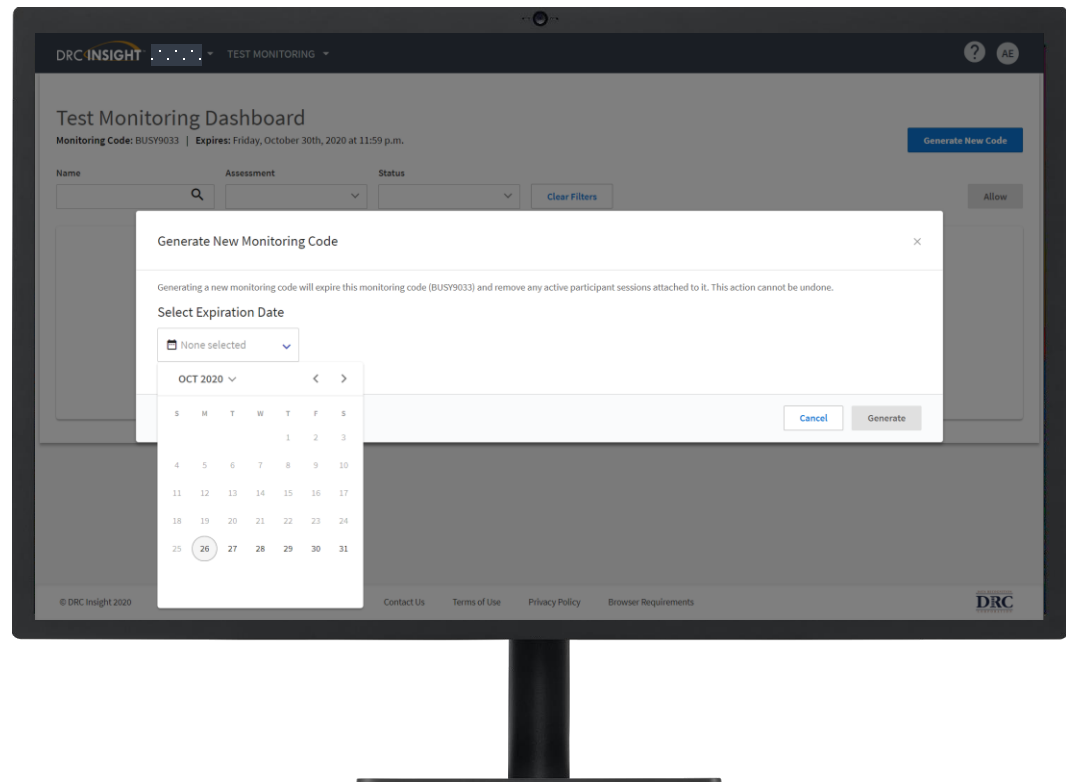 DRC INSIGHT TEST MONITORING AE
Test Monitoring Dashboard
Monitoring Code: BUSY9033 | Expires: Friday, October 30th, 2020 at 11:59 p.m.
Generate New Code
Name Assessment Status
Clear Filters Allow
Generate New Monitoring Code
Generating a new monitoring code will expire this monitoring code (BUSY9033) and remove any active participant sessions attached to it. This action cannot be undone.
Select Expiration Date
None selected
OCT 2020
S M T W T F S
1 2 3
4 5 6 7 8 9 10
11 12 13 14 15 16 17
18 19 20 21 22 23 24
25 26 27 28 29 30 31
Cancel Generate
© DRC Insight 2020 Contact Us Terms of Use Privacy Policy Browser Requirements DRC